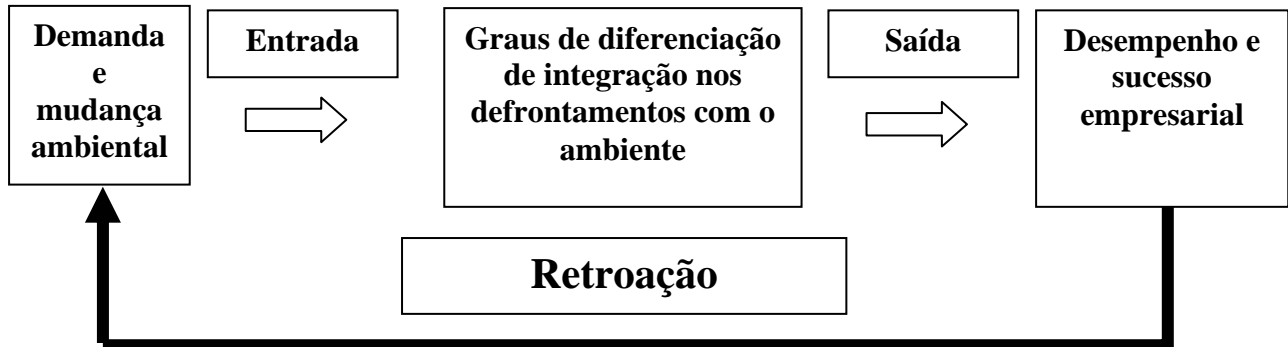 Demanda
e
mudança
ambiental
Entrada
Graus de diferenciação
de integração nos
defrontamentos com o
ambiente
Saída
Desempenho e
sucesso
empresarial
Retroação